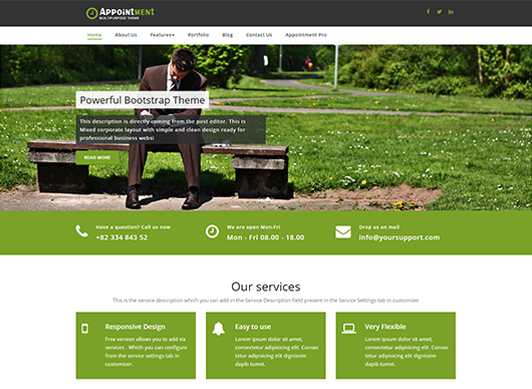 APPOINTMENT
MULTIPURPOSE THEME
Home About Us Features Portfolio Blog Contact Us Appointment Pro
Powerful Bootstrap Theme
This description is directly coming from the post editor. This is
Mixed corporate layout with simple and clean design ready for
professional business websi
READ MORE
Have a question? Call us now
+82 334 843 52
We are open Mon-Fri
Mon - Fri 08.00 - 18.00
Drop us an mail
info@yoursupport.com
Our services
This is the service description which you can add in the Service Description field present in the Service Settings tab in customizer
Responsive Design
Free version allows you to add six
services . Which you can configure
from the service settings tab in
customizer.
Easy to use
Lorem ipsum dolor sit amet,
consectetur adipisicing elit. Consec
tetur adipisicing elit dignissim
dapib tumst.
Very Flexible
Lorem ipsum dolor sit amet,
consectetur adipisicing elit. Consec
tetur adipisicing elit dignissim
dapib tumst.